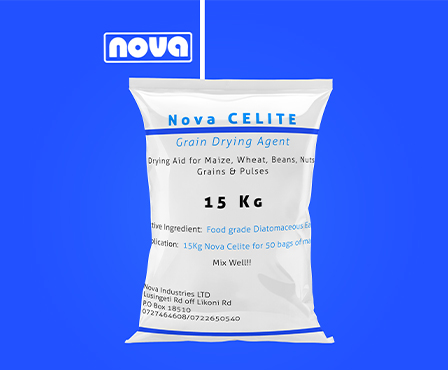 nova
Nova CELITE
Grain Drying Agent
Drying Aid for Maize, Wheat, Beans, Nuts
Grains & Pulses
15 Kg
Ingredient: Food grade Diatomaceous
15Kg Nova Celite for 50 bags of
Mix Well!!
Nova Industries LTD
Lusingeti Rd off Likoni Rd
P.O Box 18510
0727464608/0722650540